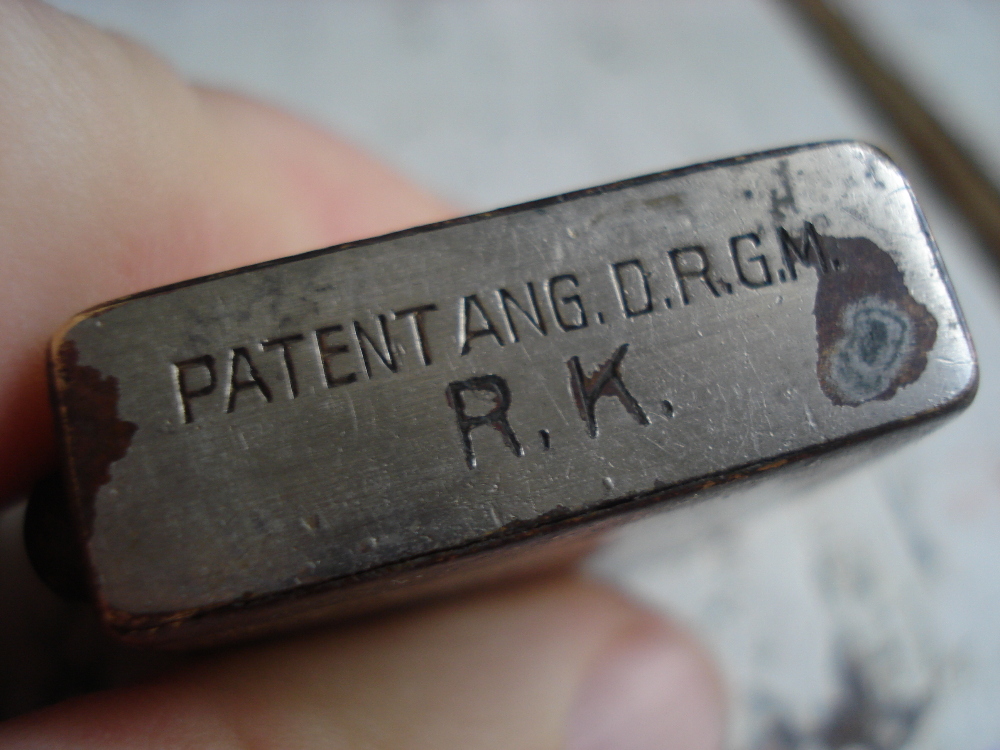 PATENT ANG. D.R.G.M.
R. K.